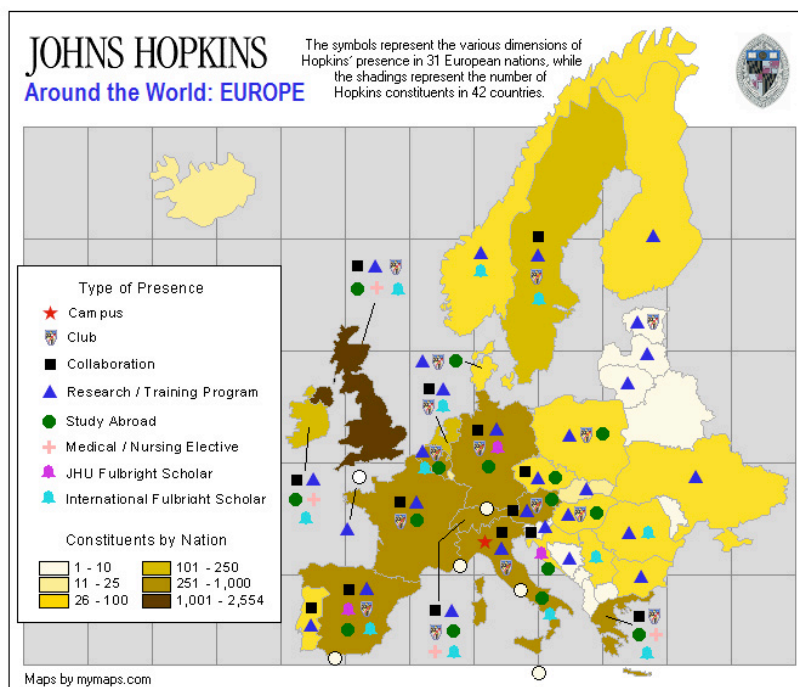 JOHNS HOPKINS
Around the World: EUROPE
The symbols represent the various dimensions of
Hopkins' presence in 31 European nations, while
the shadings represent the number of
Hopkins constituents in 42 countries.
Type of Presence
Campus
Club
Collaboration
Research / Training Program
Study Abroad
Medical / Nursing Elective
JHU Fulbright Scholar
International Fulbright Scholar
Constituents by Nation
1 - 10
11 - 25
26 - 100
101 - 250
251 - 1,000
1,001 - 2,554
Maps by mymaps.com